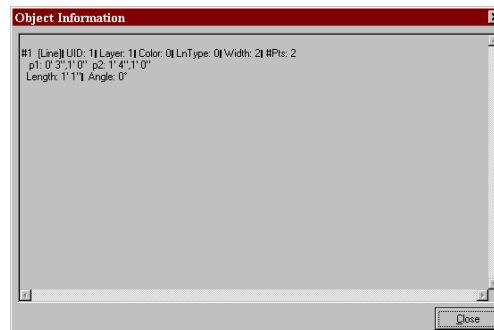 Object Information
#1 [Line]| UID: 1| Layer: 1| Color: 0| LnType: 0| Width: 2| #Pts: 2
p1: 0' 3",1' 0" p2: 1' 4",1' 0"
Length: 1' 1"| Angle: 0°
Close